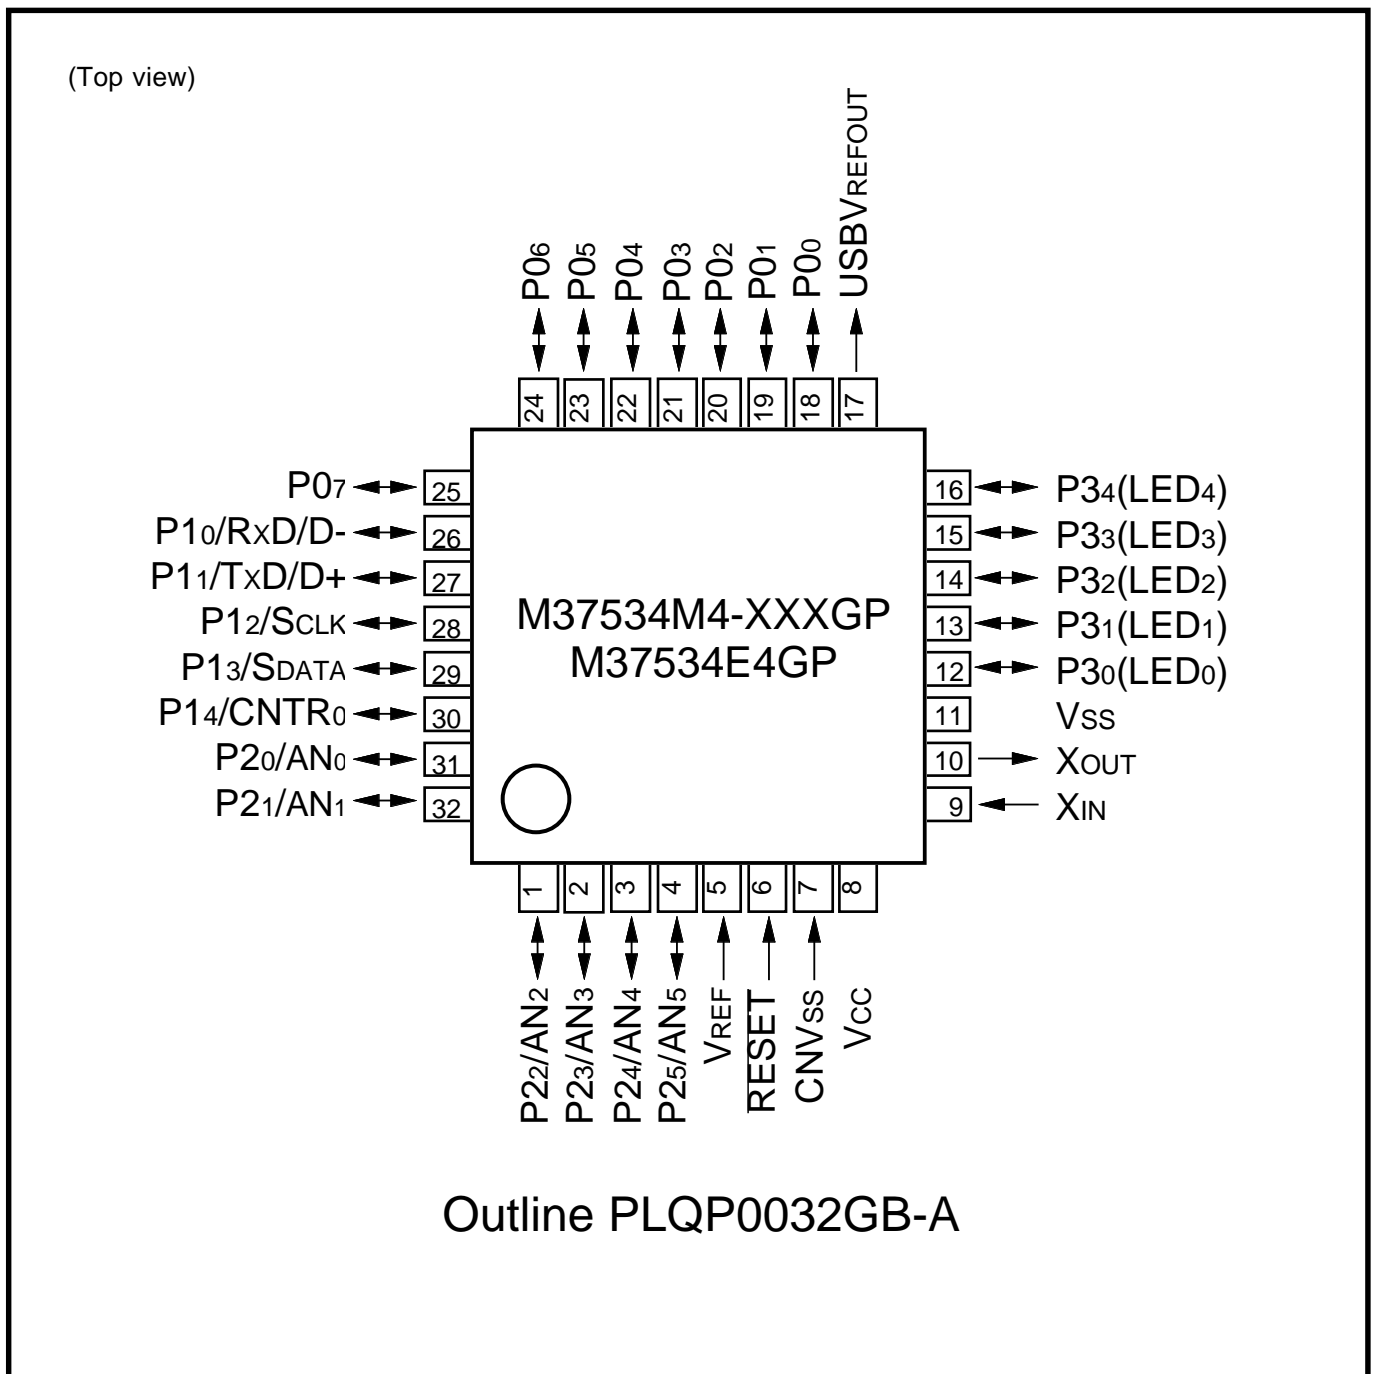 (Top view)
P06
P05
P04
P03
P02
P01
P00
USBVREFOUT
24
23
22
21
20
19
18
17
P07
25
P10/RXD/D-
26
P11/TXD/D+
27
P12/SCLK
28
P13/SDATA
29
P14/CNTR0
30
P20/AN0
31
P21/AN1
32
M37534M4-XXXGP
M37534E4GP
16
P34(LED4)
15
P33(LED3)
14
P32(LED2)
13
P31(LED1)
12
P30(LED0)
11
VSS
10
XOUT
9
XIN
1
2
3
4
5
6
7
8
P22/AN2
P23/AN3
P24/AN4
P25/AN5
VREF
RESET
CNVSS
VCC
Outline PLQP0032GB-A